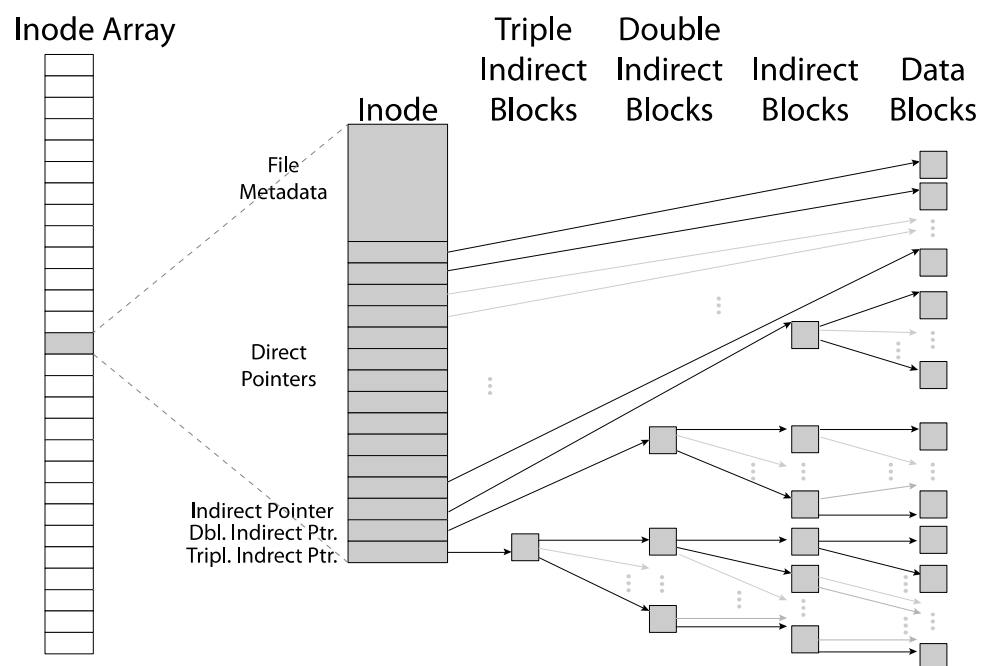 Inode Array
Triple
Indirect
Blocks
Double
Indirect
Blocks
Indirect
Blocks
Data
Blocks
Inode
File
Metadata
Direct
Pointers
Indirect Pointer
Dbl. Indirect Ptr.
Tripl. Indrect Ptr.